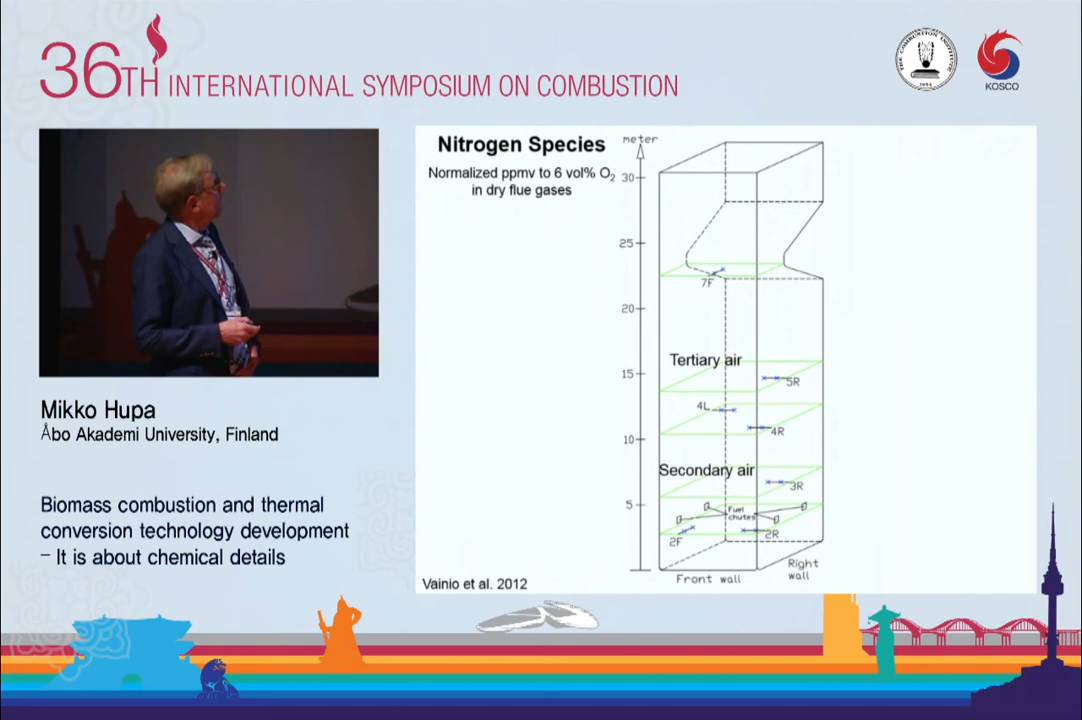 36TH INTERNATIONAL SYMPOSIUM ON COMBUSTION
THE COMBUSTION INSTITUTE
KOSCO
Mikko Hupa
Åbo Akademi University, Finland
Biomass combustion and thermal
conversion technology development
– It is about chemical details
Nitrogen Species
Normalized ppmv to 6 vol% O₂
in dry flue gases
meter
30
25
7F
20
Tertiary air
15
5R
4L
4R
10
Secondary air
3R
5
Fuel
chutes
2F
2R
Right
wall
Front wall
Vainio et al. 2012